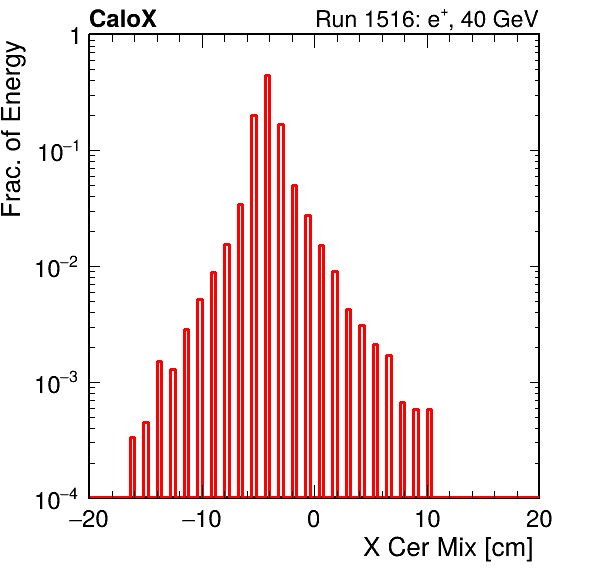 CaloX Run 1516: e⁺, 40 GeV
Frac. of Energy
1
10⁻¹
10⁻²
10⁻³
10⁻⁴
−20 −10 0 10 20
X Cer Mix [cm]